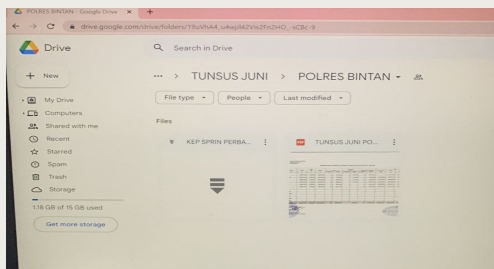 POLRES BINTAN - Google Drive
drive.google.com/drive/folders/
Drive
Search in Drive
New
... > TUNSUS JUNI > POLRES BINTAN
File type
People
Last modified
My Drive
Computers
Shared with me
Recent
Starred
Spam
Trash
Storage
1.18 GB of 15 GB used
Get more storage
Files
KEP SPRIN PERBA...
TUNSUS JUNI PO...